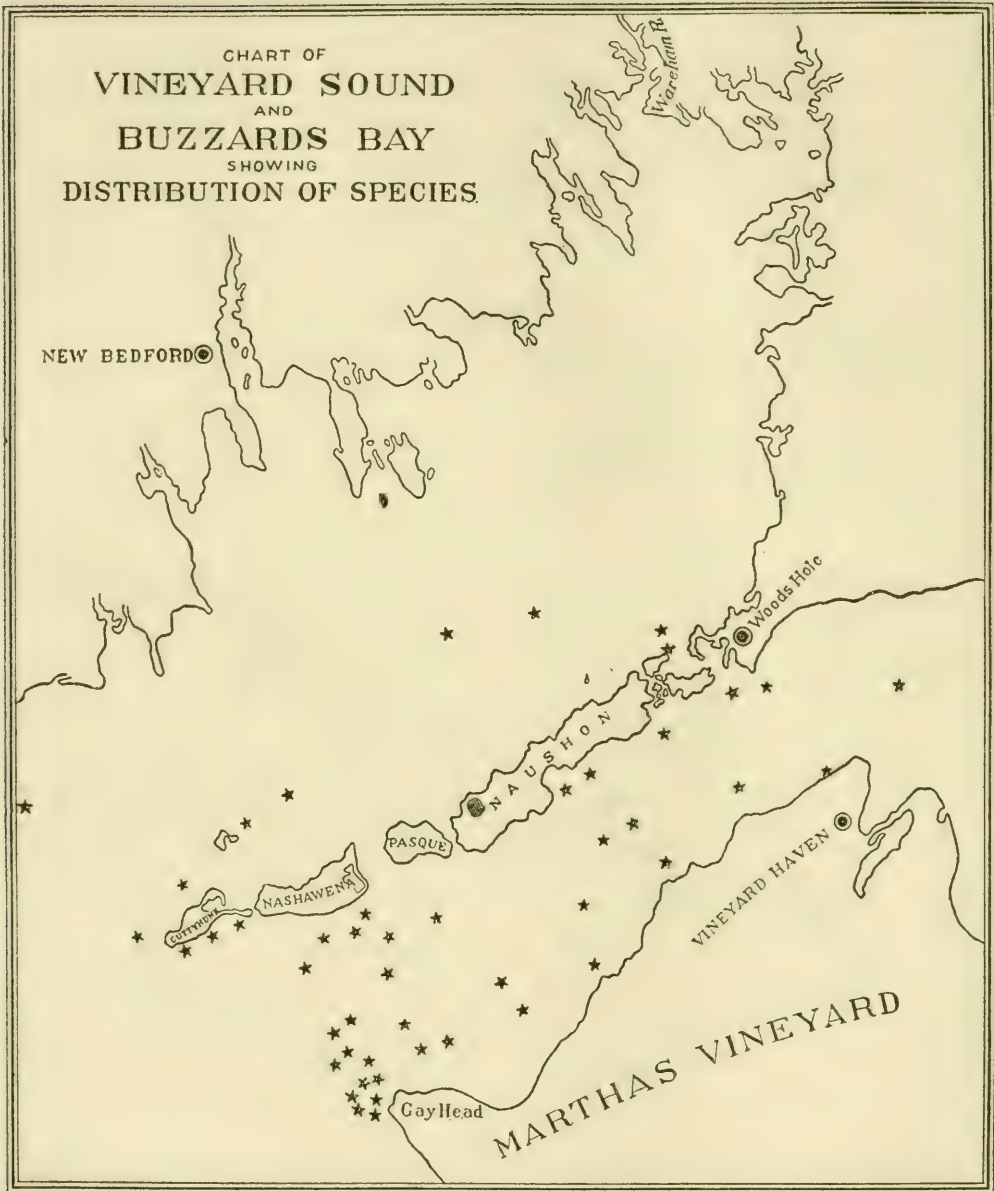 CHART OF
VINEYARD SOUND
AND
BUZZARDS BAY
SHOWING
DISTRIBUTION OF SPECIES.
Wareham R.
NEW BEDFORD
Woods Hole
NAUSHON
PASQUE
NASHAWENA
CUTTYHUNK
VINEYARD HAVEN
MARTHAS VINEYARD
Gay Head